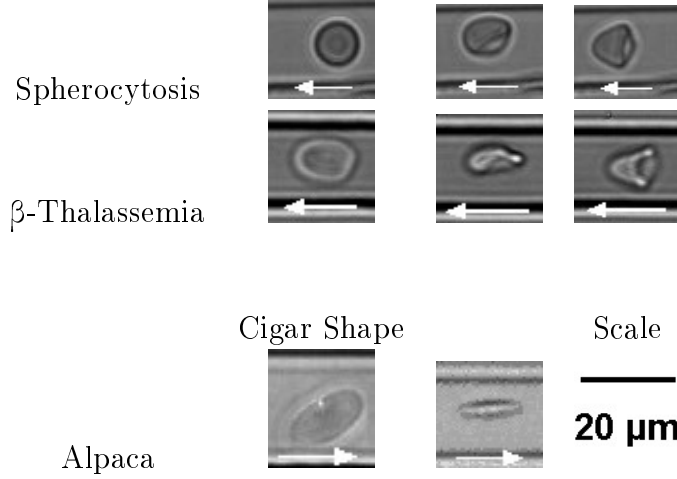 Spherocytosis
β-Thalassemia
Cigar Shape
Scale
20 µm
Alpaca